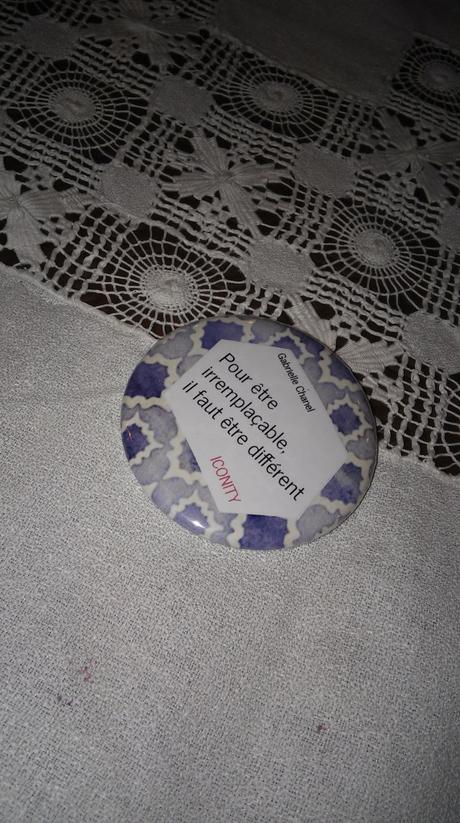 Gabrielle Chanel
Pour être
irremplaçable,
il faut être différent
ICONITY